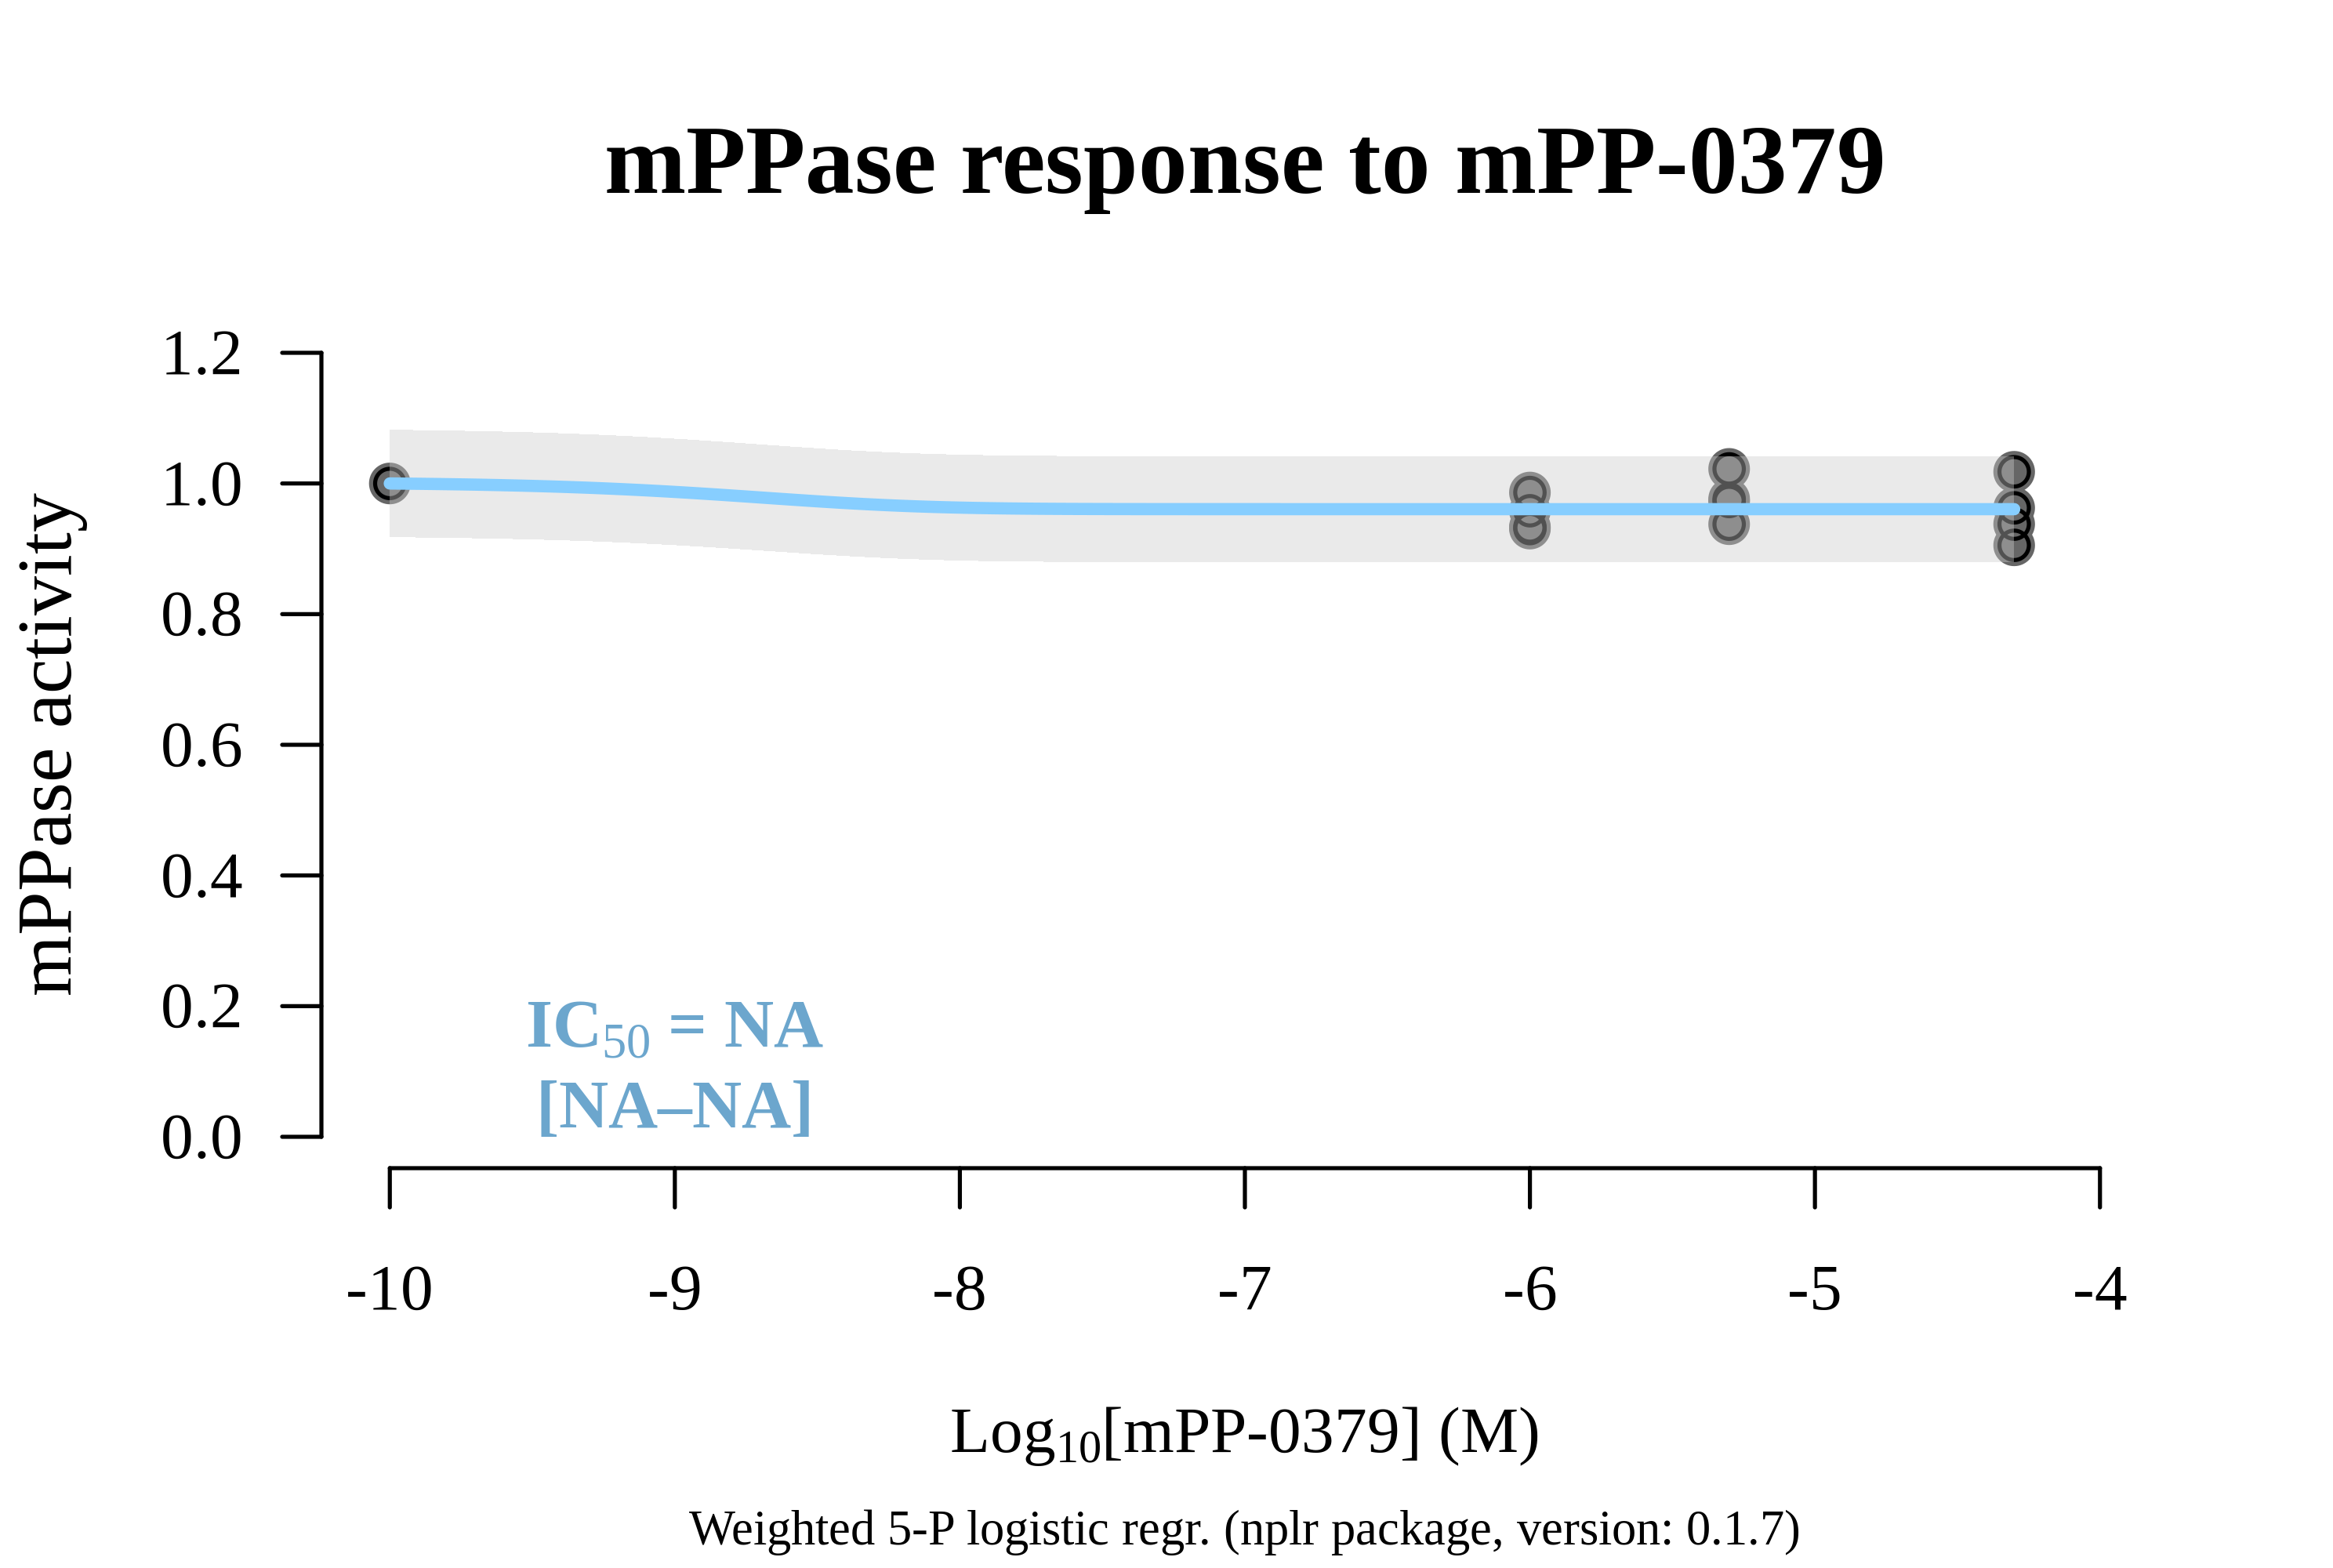 mPPase response to mPP-0379
mPPase activity
1.2
1.0
0.8
0.6
0.4
0.2
0.0
IC50 = NA
[NA–NA]
-10 -9 -8 -7 -6 -5 -4
Log10[mPP-0379] (M)
Weighted 5-P logistic regr. (nplr package, version: 0.1.7)